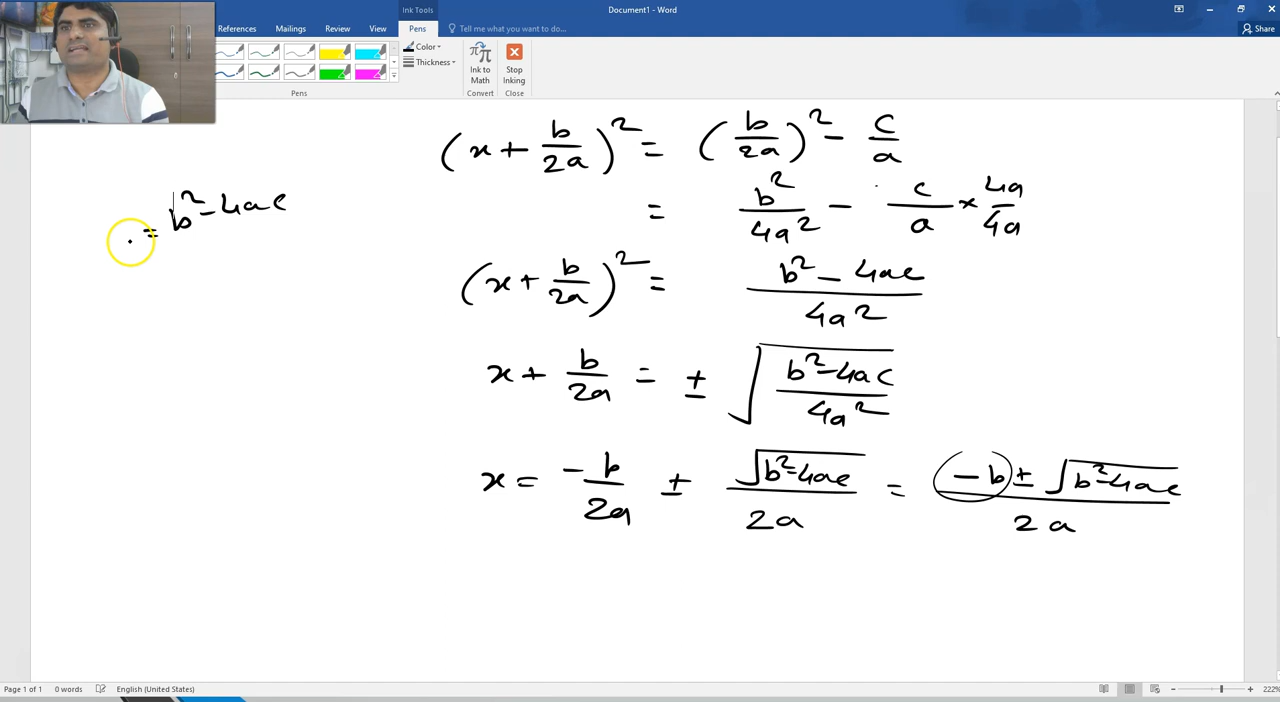 Ink Tools
Document1 - Word
References Mailings Review View Pens Tell me what you want to do... Share
Color
Thickness
Ink to Math
Stop Inking
Pens Convert Close
(x + b/2a)² = (b/2a)² - c/a
= b²/4a² - c/a × 4a/4a
= b² - 4ac
(x + b/2a)² = b² - 4ac/4a²
x + b/2a = ± √(b² - 4ac/4a²)
x = -b/2a ± √(b² - 4ac)/2a = -b ± √(b² - 4ac)/2a
Page 1 of 1 0 words English (United States) 222%